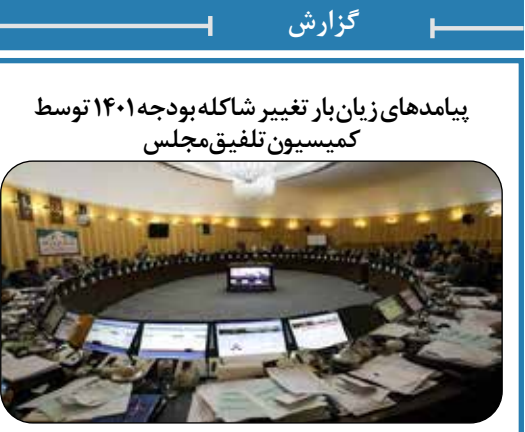 گزارش
پیامدهای زیان‌بار تغییر شاکله بودجه ۱۴۰۱ توسط
کمیسیون تلفیق مجلس